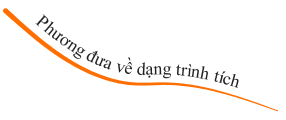 Phương đưa về dạng trình tích